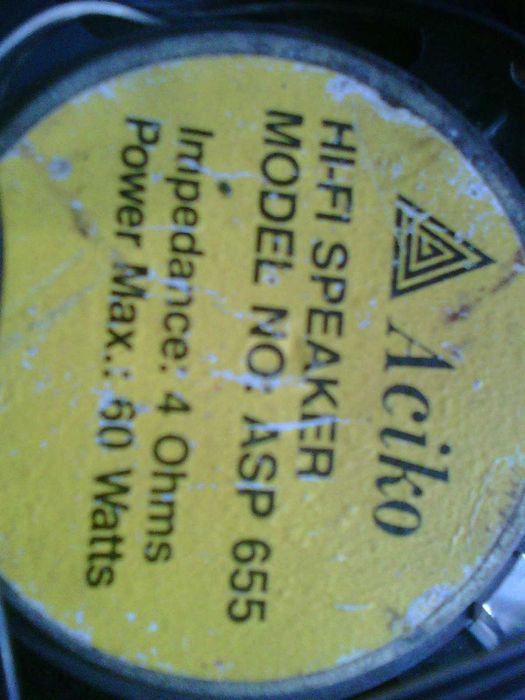 Aciko
HI-FI SPEAKER
MODEL NO: ASP 655
Impedance: 4 Ohms
Power Max.: 60 Watts